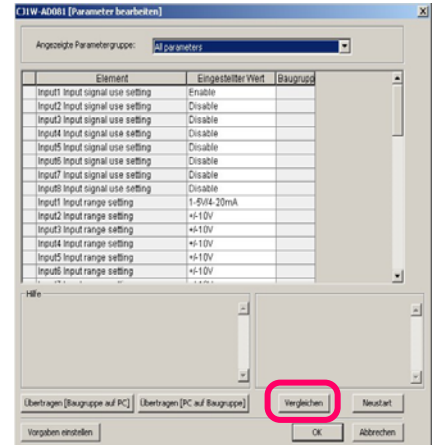 CJ1W-AD081 [Parameter bearbeiten]
Angezeigte Parametergruppe: All parameters
Element Eingestellter Wert Baugrupp
Input1 Input signal use setting Enable
Input2 Input signal use setting Disable
Input3 Input signal use setting Disable
Input4 Input signal use setting Disable
Input5 Input signal use setting Disable
Input6 Input signal use setting Disable
Input7 Input signal use setting Disable
Input8 Input signal use setting Disable
Input1 Input range setting 1-5V/4-20mA
Input2 Input range setting +/-10V
Input3 Input range setting +/-10V
Input4 Input range setting +/-10V
Input5 Input range setting +/-10V
Input6 Input range setting +/-10V
Hilfe
Übertragen [Baugruppe auf PC] Übertragen [PC auf Baugruppe] Vergleichen Neustart
Vorgaben einstellen OK Abbrechen